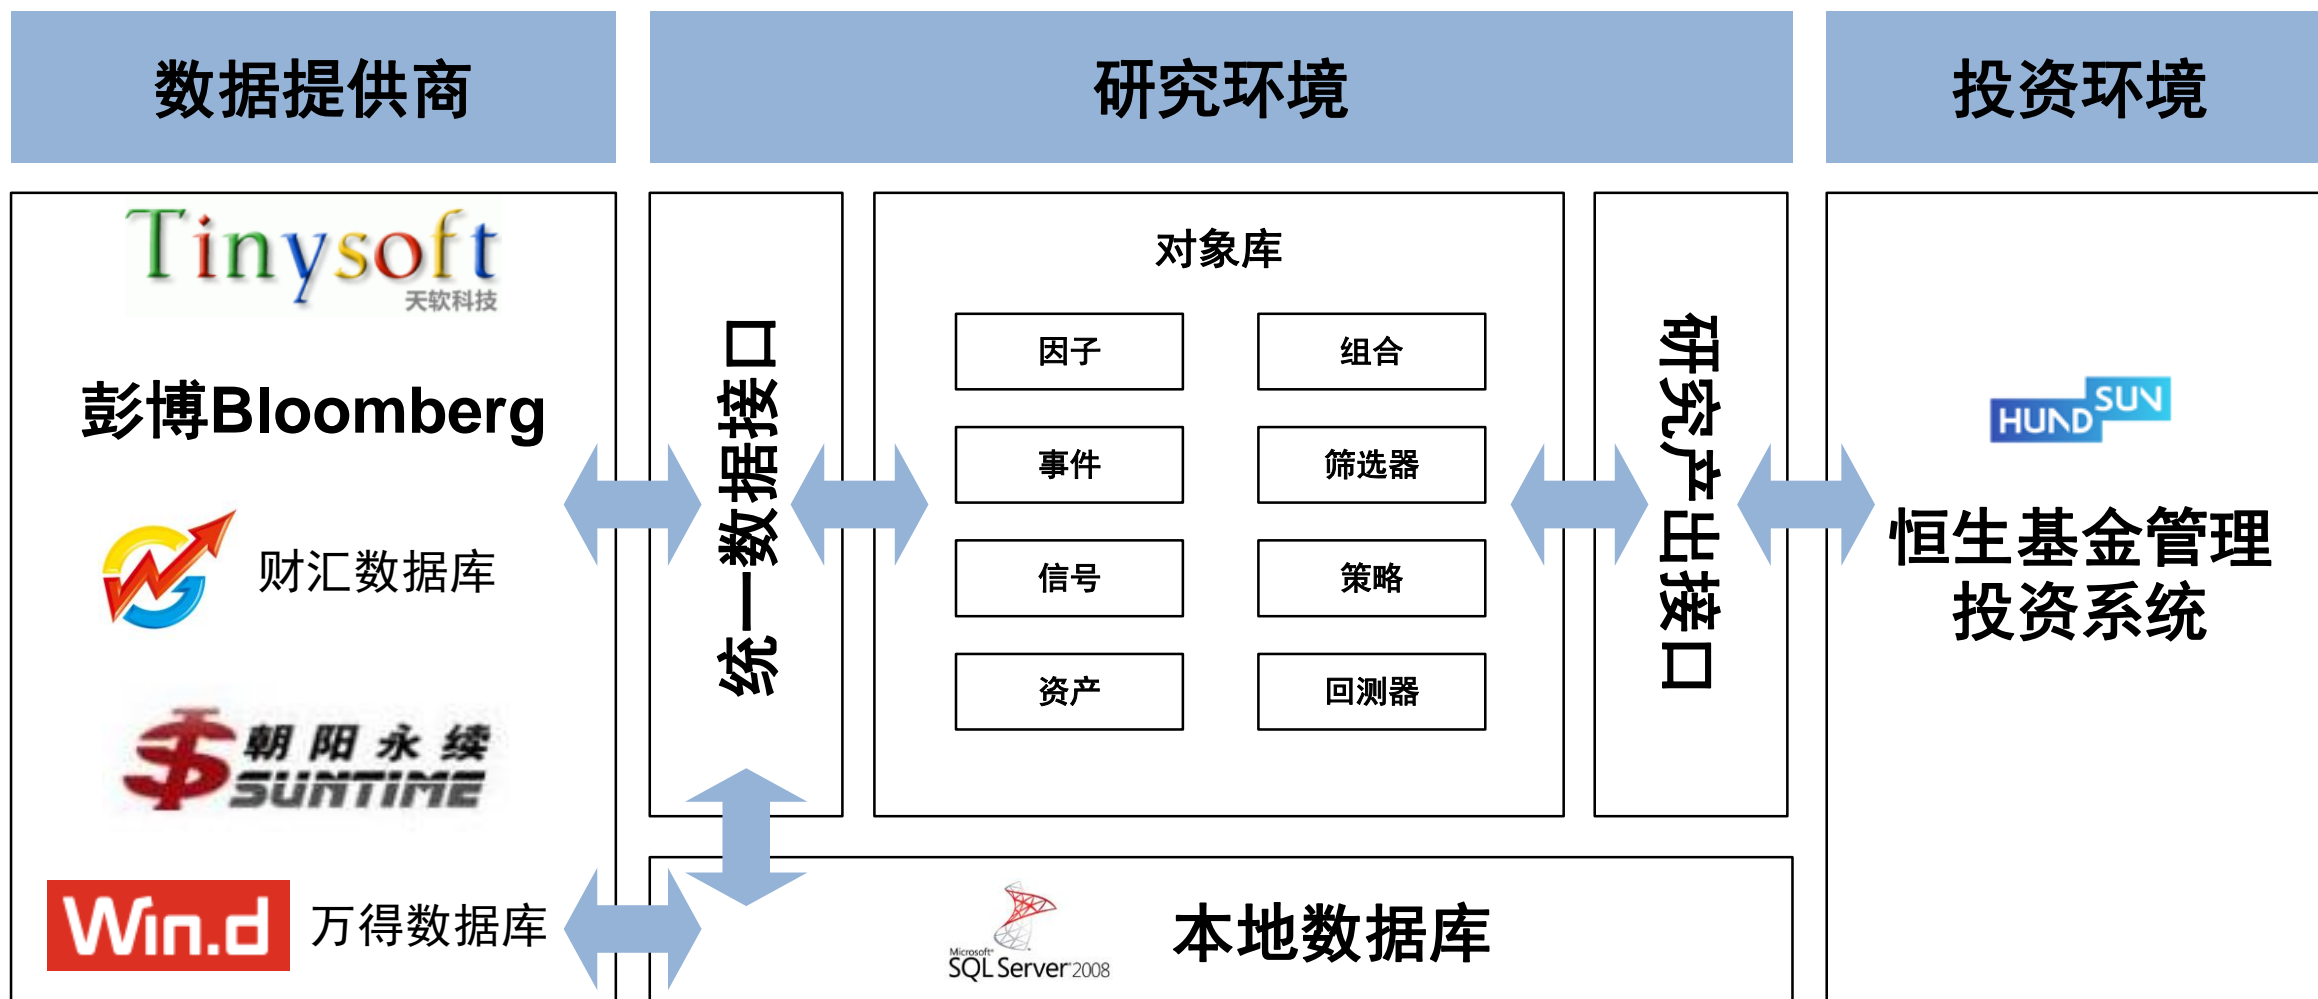 数据提供商
研究环境
投资环境
Tinysoft
天软科技
彭博Bloomberg
财汇数据库
朝阳永续
SUNTIME
Win.d
万得数据库
统一数据接口
对象库
因子
组合
事件
筛选器
信号
策略
资产
回测器
研究产出接口
HUNDSUN
恒生基金管理
投资系统
Microsoft
SQL Server 2008
本地数据库